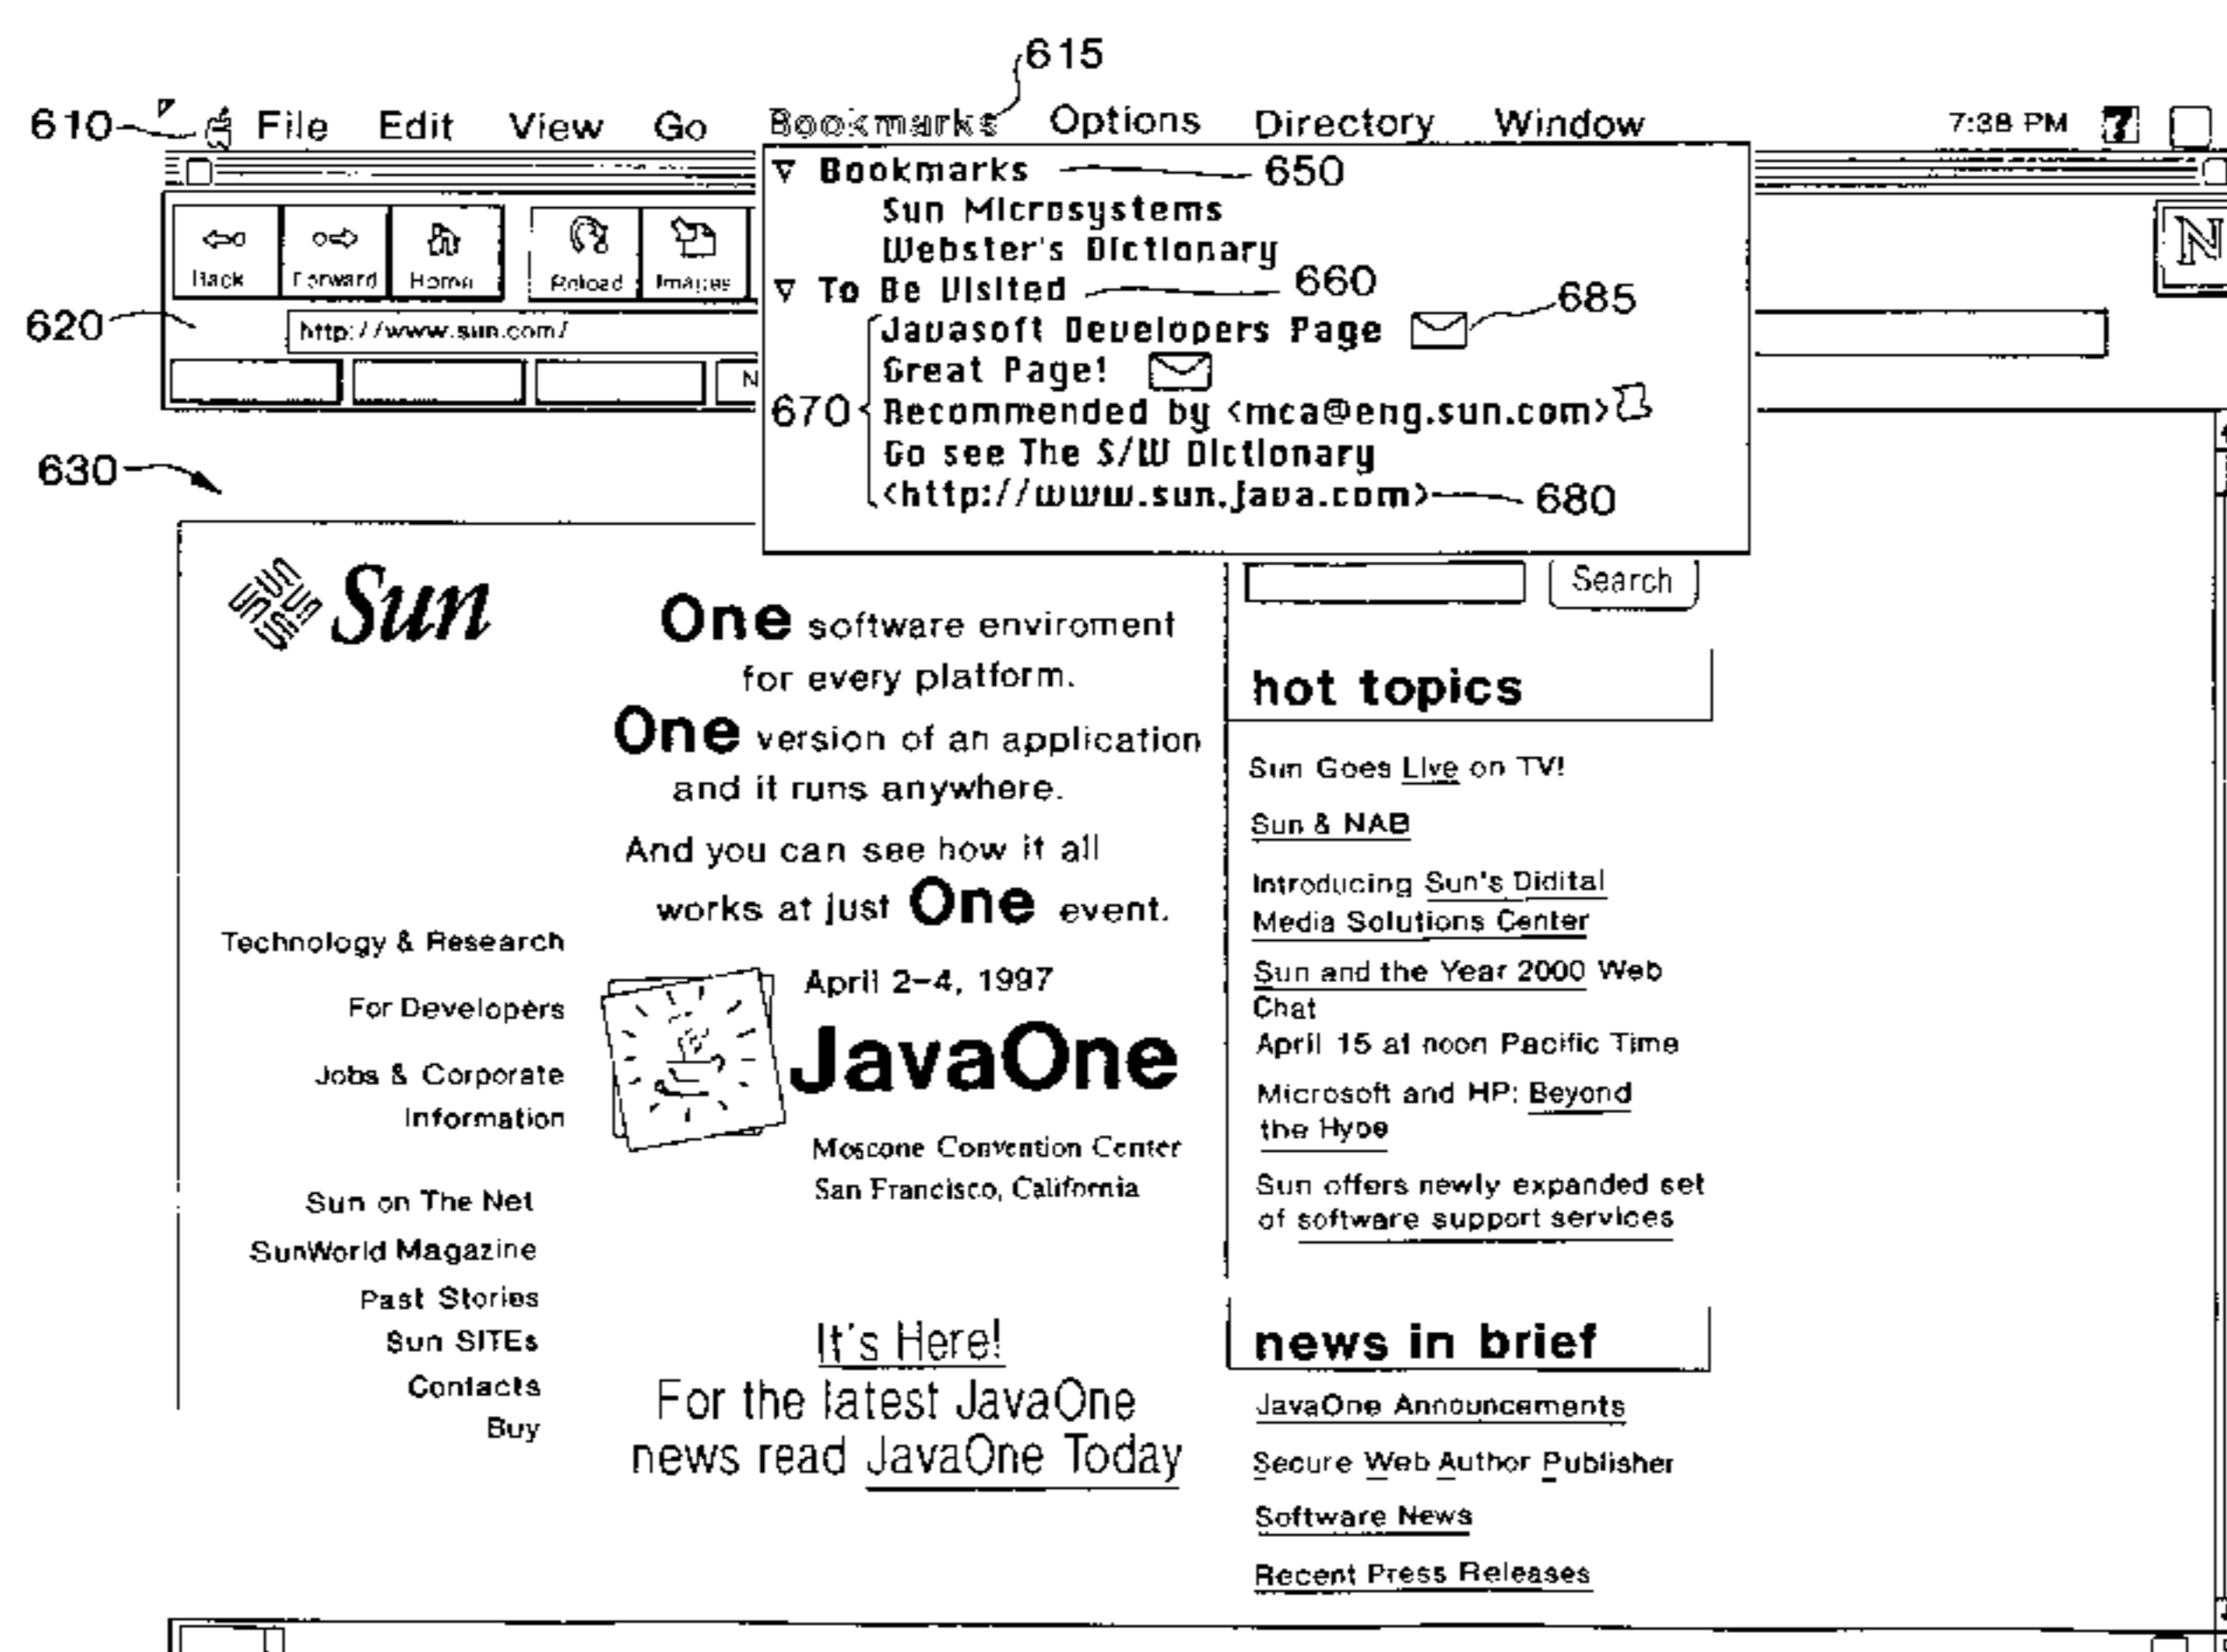 615
610 File Edit View Go Bookmarks Options Directory Window 7:38 PM ?
Bookmarks 650
Sun Microsystems
Webster's Dictionary
Back Forward Home Reload Images
N
To Be Visited 660
685
620 http://www.sun.com/
Javasoft Developers Page
Great Page!
N
670 Recommended by <mca@eng.sun.com>
Go see The S/W Dictionary
630
<http://www.sun.java.com> 680
Sun
Search
One software enviroment
for every platform.
One version of an application
and it runs anywhere.
And you can see how it all
works at just One event.
April 2-4, 1997
JavaOne
Moscone Convention Center
San Francisco, California
It's Here!
For the latest JavaOne
news read JavaOne Today
Technology & Research
For Developers
Jobs & Corporate
Information
Sun on The Net
SunWorld Magazine
Past Stories
Sun SITEs
Contacts
Buy
hot topics
Sun Goes Live on TV!
Sun & NAB
Introducing Sun's Didital
Media Solutions Center
Sun and the Year 2000 Web
Chat
April 15 at noon Pacific Time
Microsoft and HP: Beyond
the Hype
Sun offers newly expanded set
of software support services
news in brief
JavaOne Announcements
Secure Web Author Publisher
Software News
Recent Press Releases